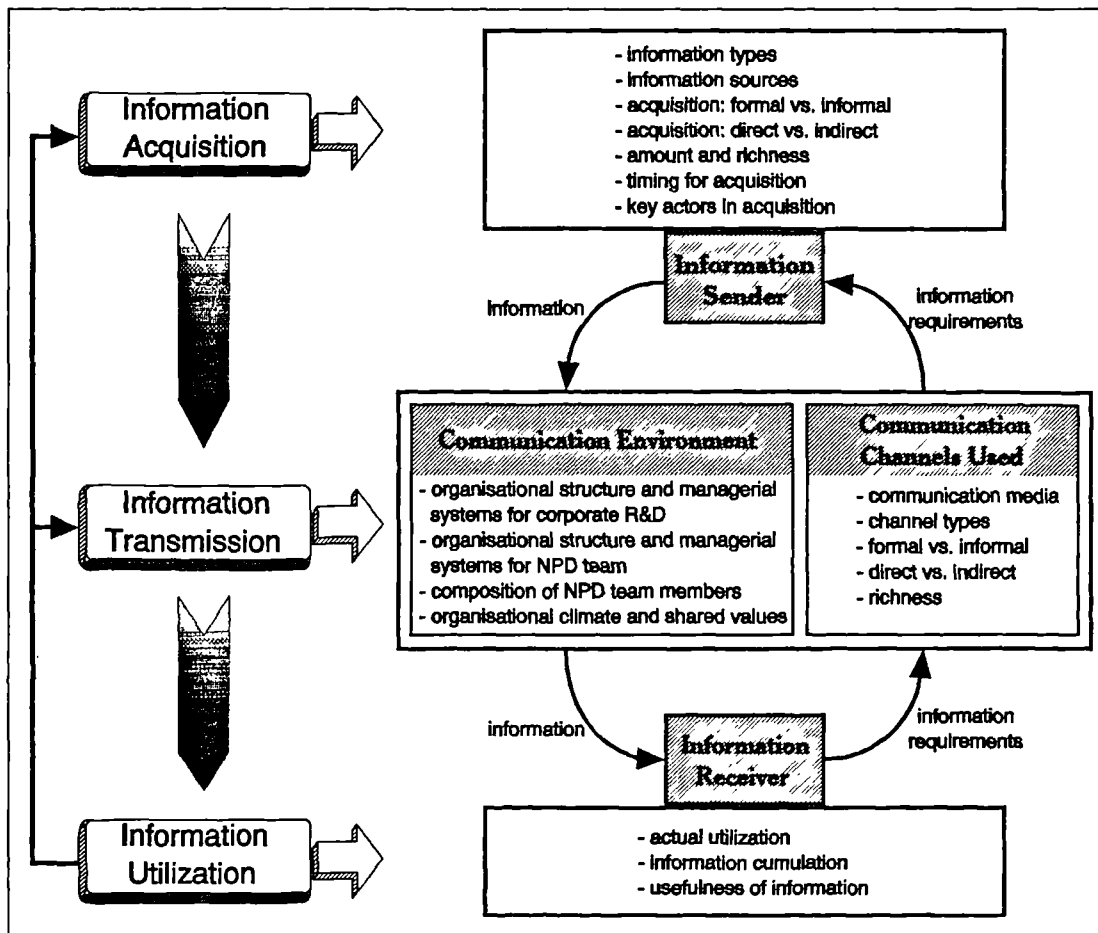 Information
Acquisition
- information types
- information sources
- acquisition: formal vs. informal
- acquisition: direct vs. indirect
- amount and richness
- timing for acquisition
- key actors in acquisition
Information
Sender
information
information
requirements
Information
Transmission
Communication Environment
- organisational structure and managerial
systems for corporate R&D
- organisational structure and managerial
systems for NPD team
- composition of NPD team members
- organisational climate and shared values
Communication
Channels Used
- communication media
- channel types
- formal vs. informal
- direct vs. indirect
- richness
information
information
requirements
Information
Receiver
Information
Utilization
- actual utilization
- information cumulation
- usefulness of information